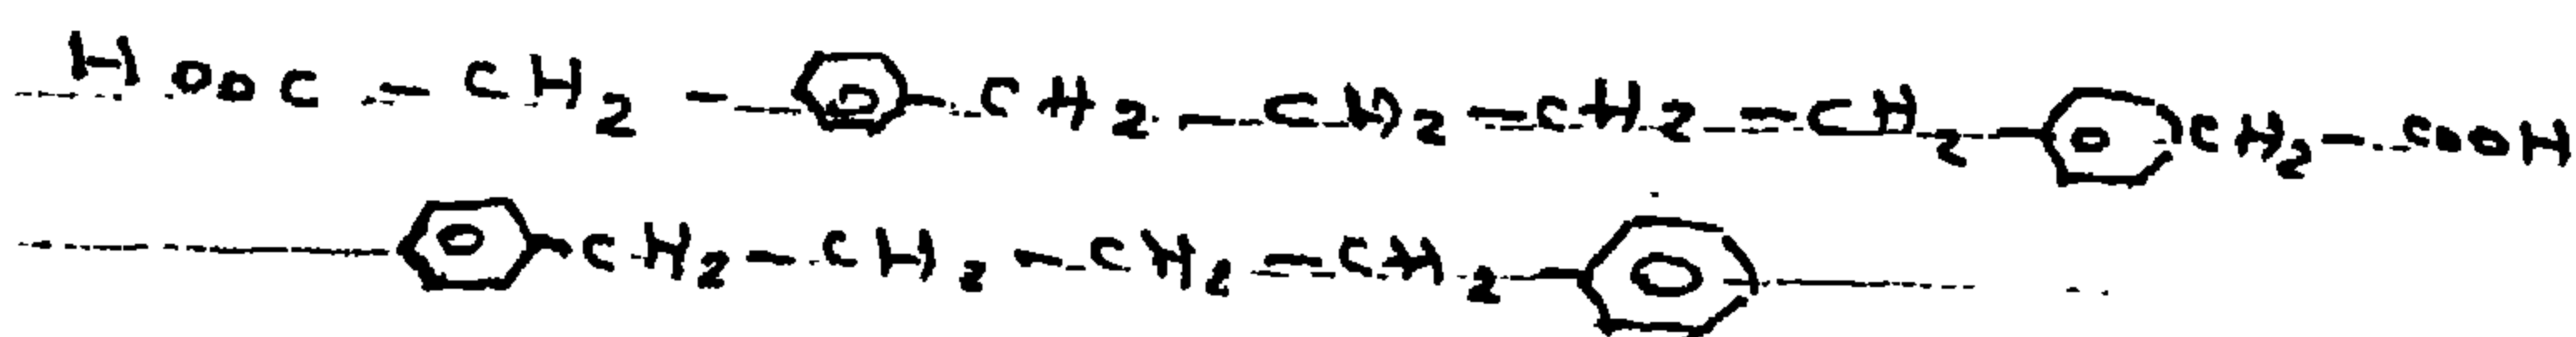 HOOC-CH2-⌬-CH2-CH2-CH2-CH2-⌬CH2-COOH
⌬-CH2-CH2-CH2-CH2-⌬